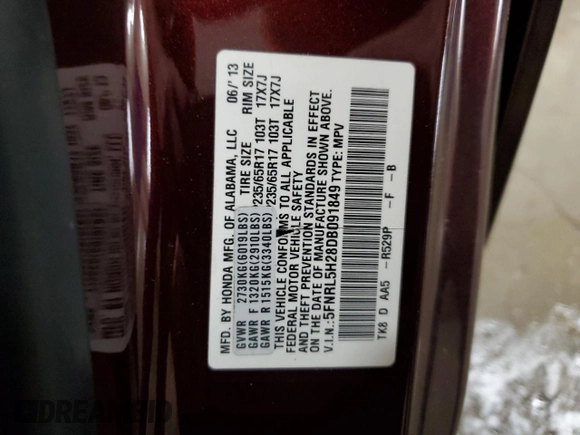 MFD. BY HONDA MFG. OF ALABAMA, LLC 06/'13
TIRE SIZE RIM SIZE
GVWR 2730KG(6019LBS)
GAWR F 1320KG(2910LBS) P235/65R17 103T 17X7J
GAWR R 1515KG(3340LBS) P235/65R17 103T 17X7J
THIS VEHICLE CONFORMS TO ALL APPLICABLE
FEDERAL MOTOR VEHICLE SAFETY
AND THEFT PREVENTION STANDARDS IN EFFECT
ON THE DATE OF MANUFACTURE SHOWN ABOVE.
V.I.N.: 5FNRL5H28DB091849 TYPE: MPV
TK8 D AA5 -R529P -F -B
DREAMBID